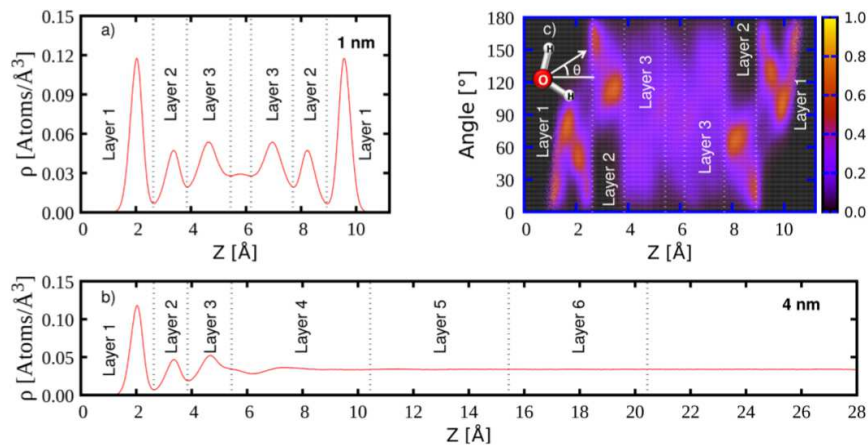 a)
1 nm
ρ [Atoms/Å³]
0.15
0.12
0.09
0.06
0.03
0.00
Layer 1
Layer 2
Layer 3
Layer 3
Layer 2
Layer 1
0 2 4 6 8 10
Z [Å]
c)
Angle [°]
180
150
120
90
60
30
0
H
O
H
θ
Layer 1
Layer 2
Layer 3
Layer 3
Layer 2
Layer 1
0 2 4 6 8 10
Z [Å]
1.0
0.8
0.6
0.4
0.2
0.0
b)
4 nm
ρ [Atoms/Å³]
0.15
0.10
0.05
0.00
Layer 1
Layer 2
Layer 3
Layer 4
Layer 5
Layer 6
0 2 4 6 8 10 12 14 16 18 20 22 24 26 28
Z [Å]